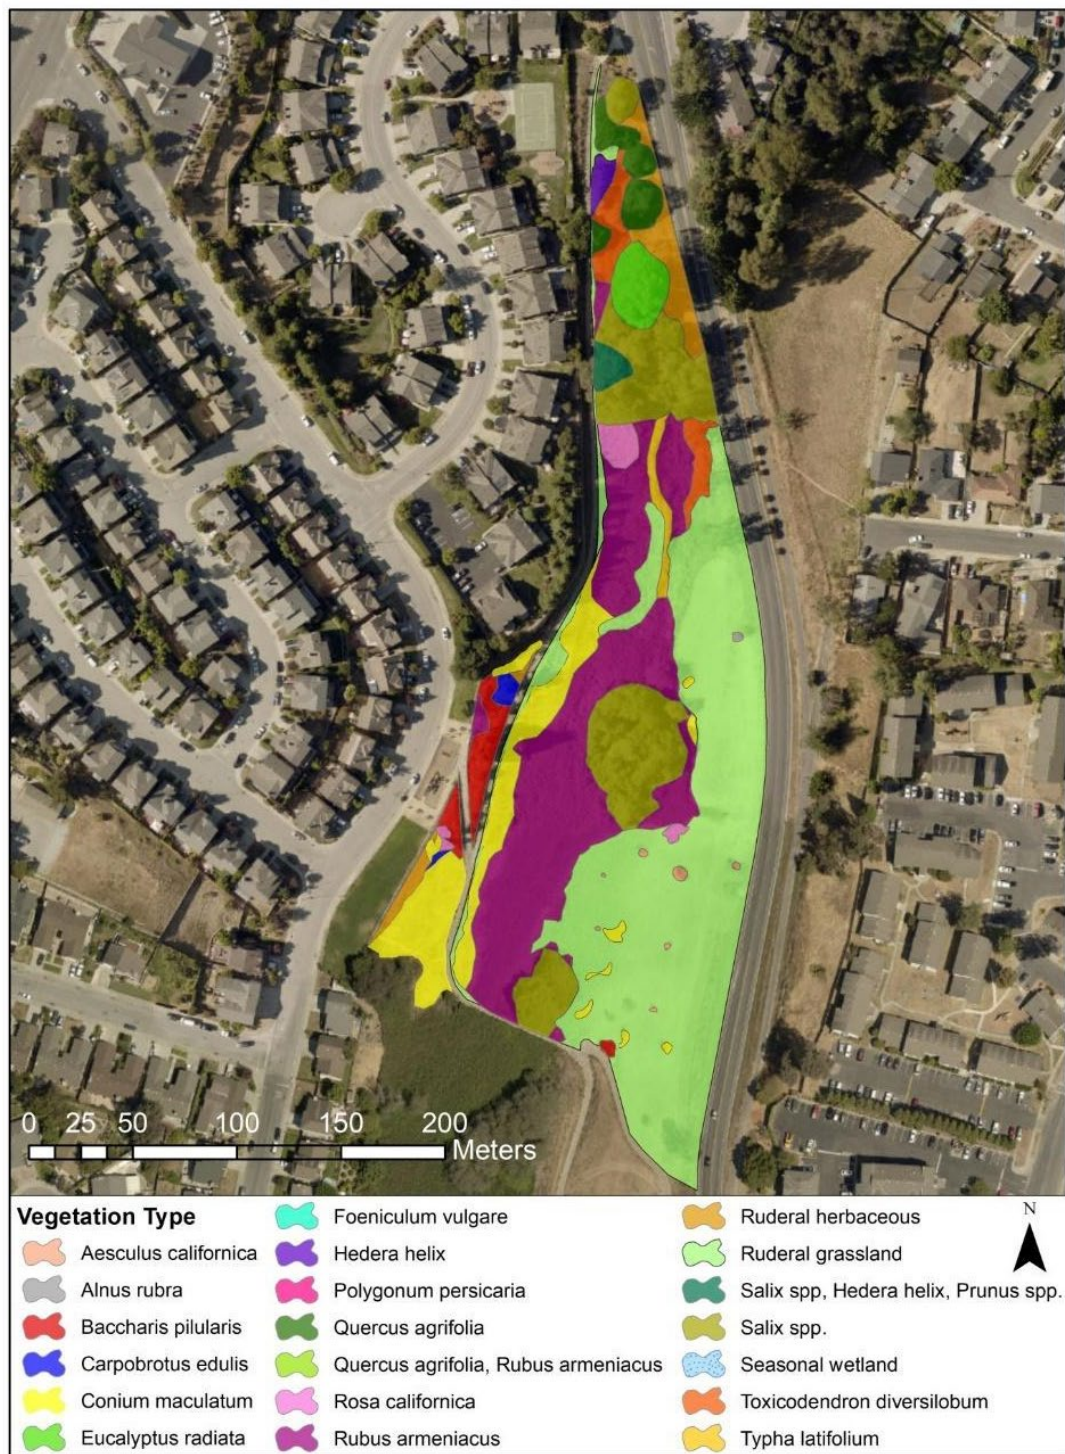 0 25 50 100 150 200
Meters
Vegetation Type
Aesculus californica
Alnus rubra
Baccharis pilularis
Carpobrotus edulis
Conium maculatum
Eucalyptus radiata
Foeniculum vulgare
Hedera helix
Polygonum persicaria
Quercus agrifolia
Quercus agrifolia, Rubus armeniacus
Rosa californica
Rubus armeniacus
Ruderal herbaceous
Ruderal grassland
Salix spp, Hedera helix, Prunus spp.
Salix spp.
Seasonal wetland
Toxicodendron diversilobum
Typha latifolium
N